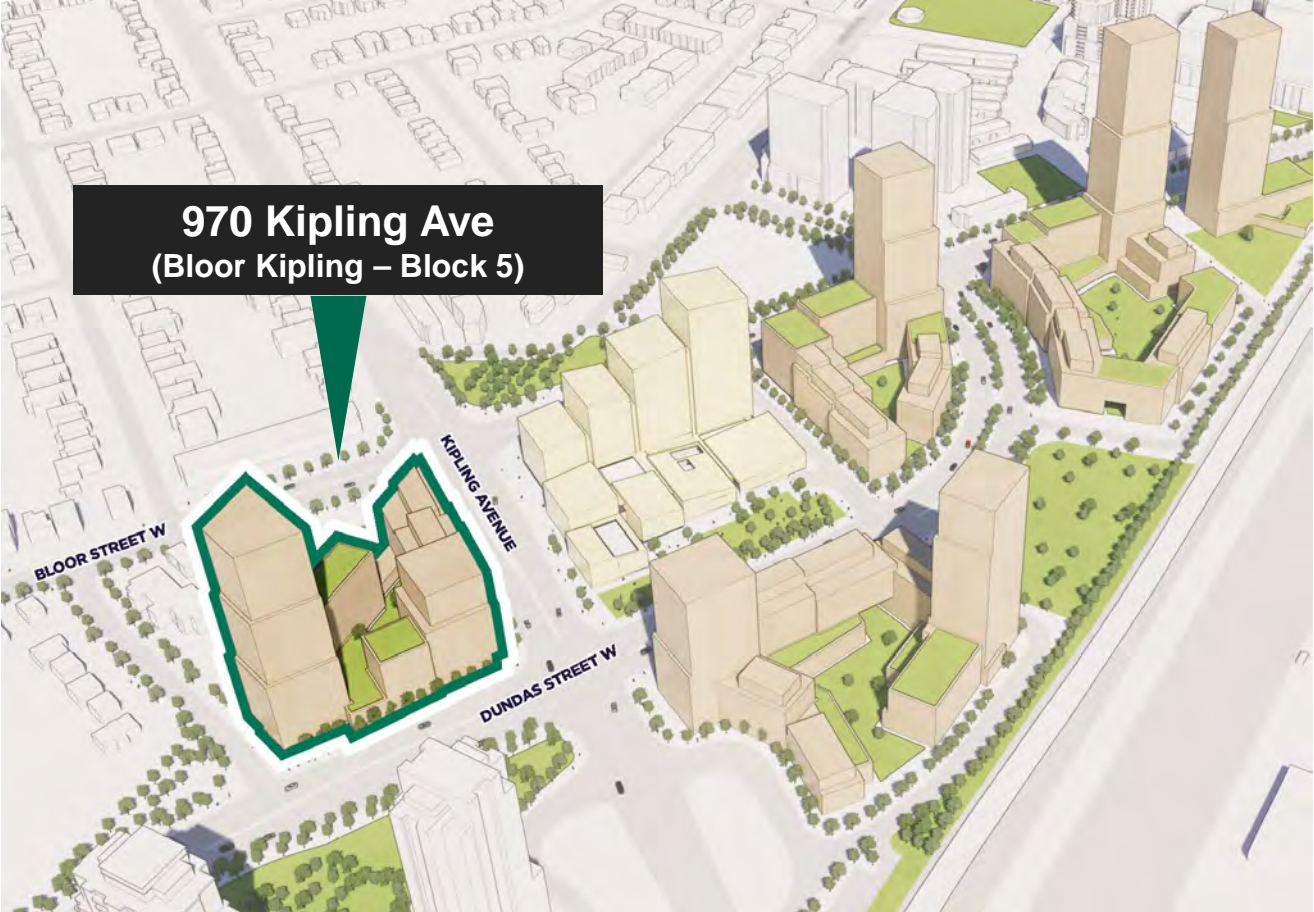 970 Kipling Ave
(Bloor Kipling – Block 5)
KIPLING AVENUE
BLOOR STREET W
DUNDAS STREET W